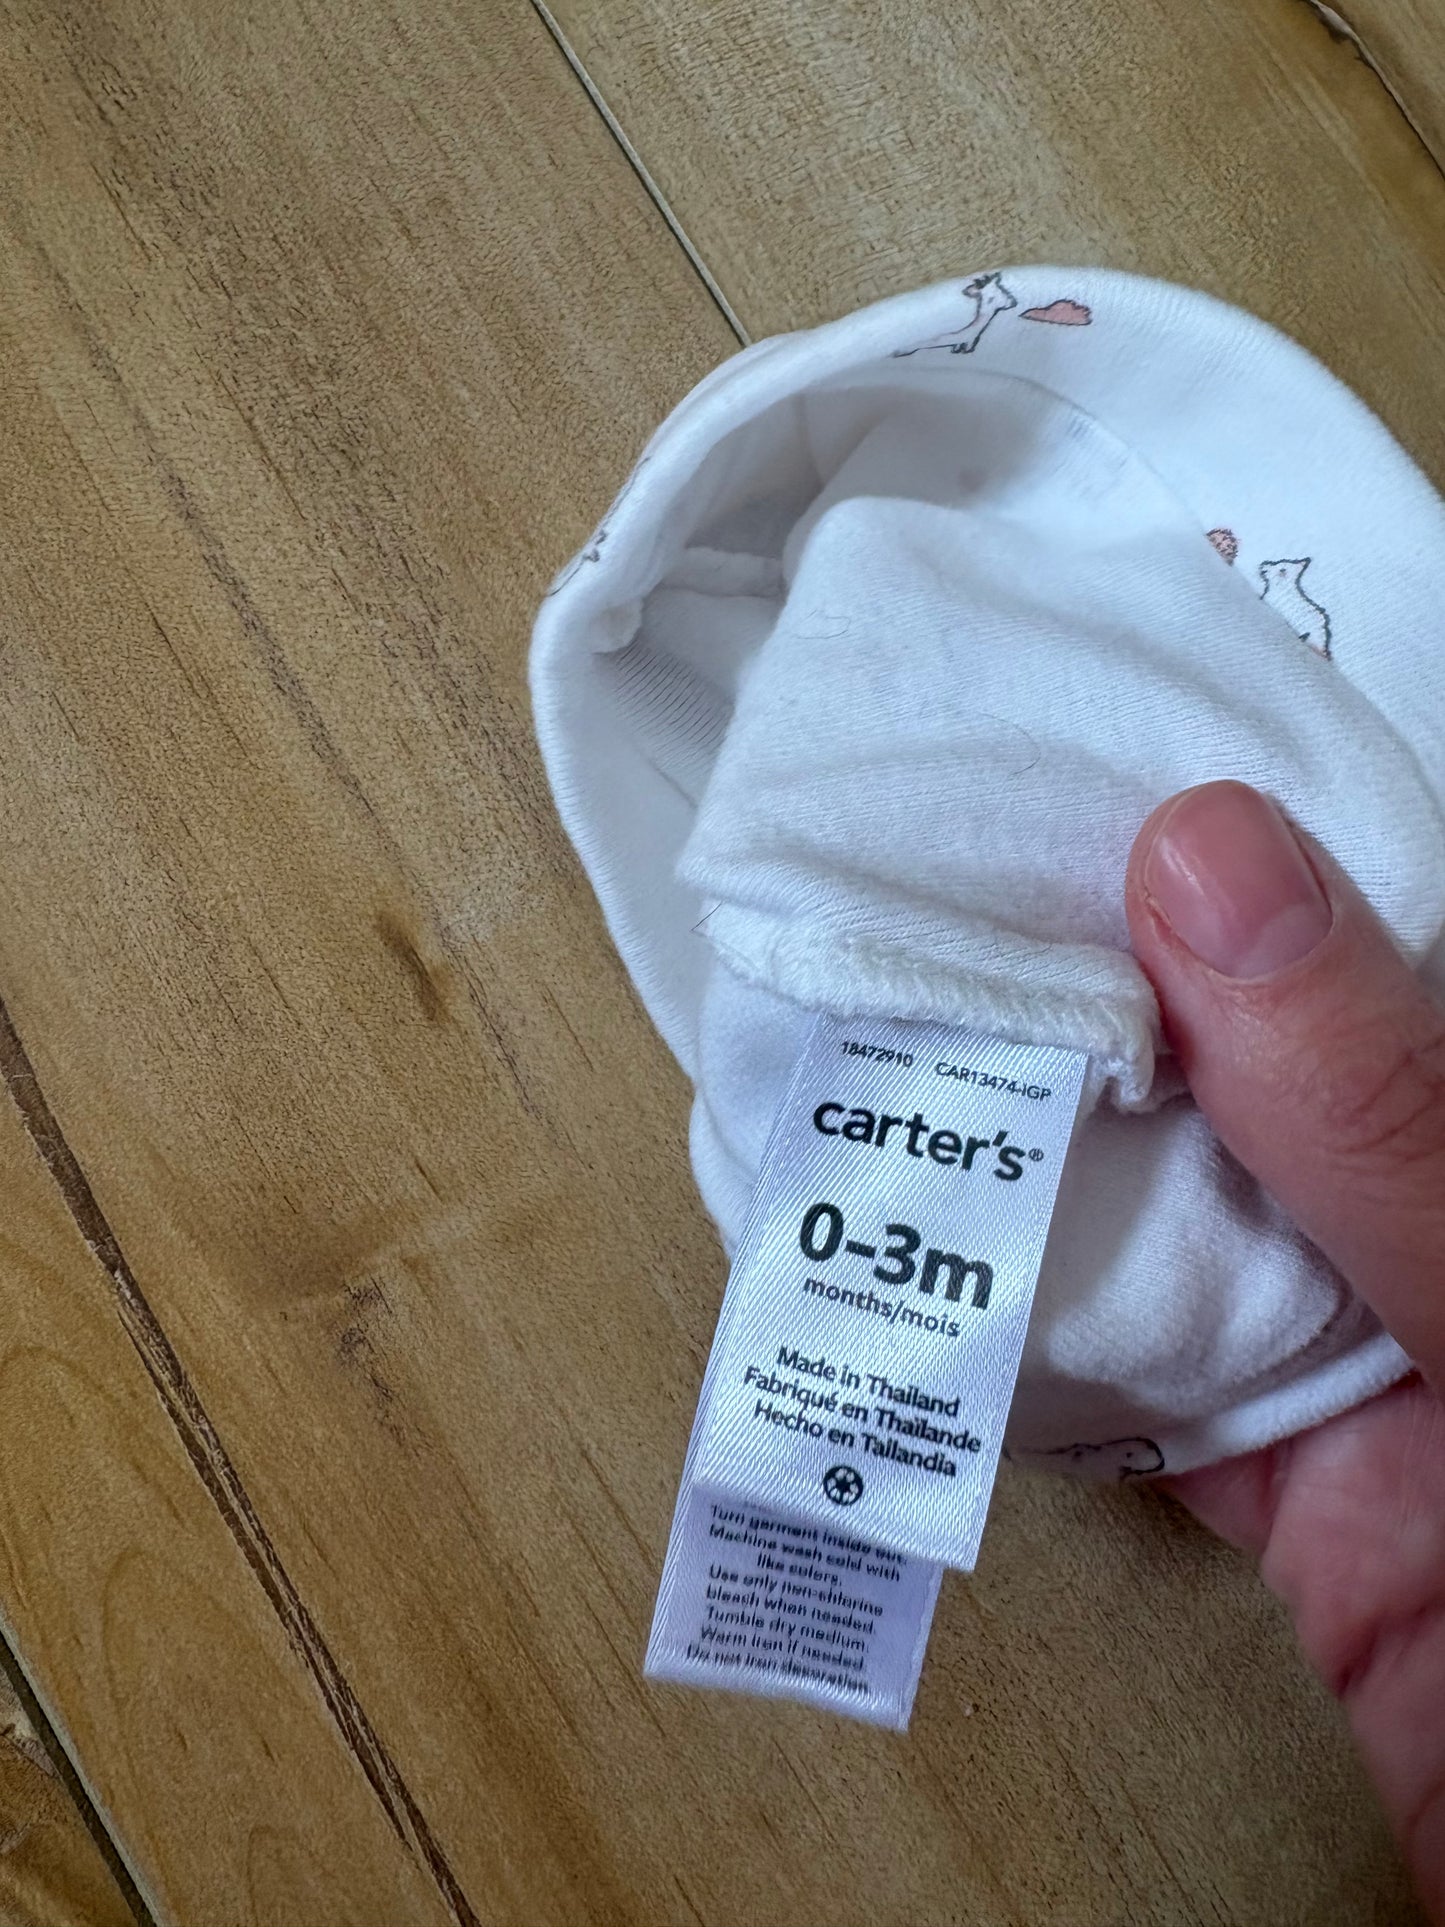 18472910 CAR13474-IGP
carter's®
0-3m
months/mois
Made in Thailand
Fabriqué en Thaïlande
Hecho en Tailandia
Turn garment inside out.
Machine wash cold with
like colors.
Use only non-chlorine
bleach when needed.
Tumble dry medium.
Warm iron if needed.
Do not iron decoration